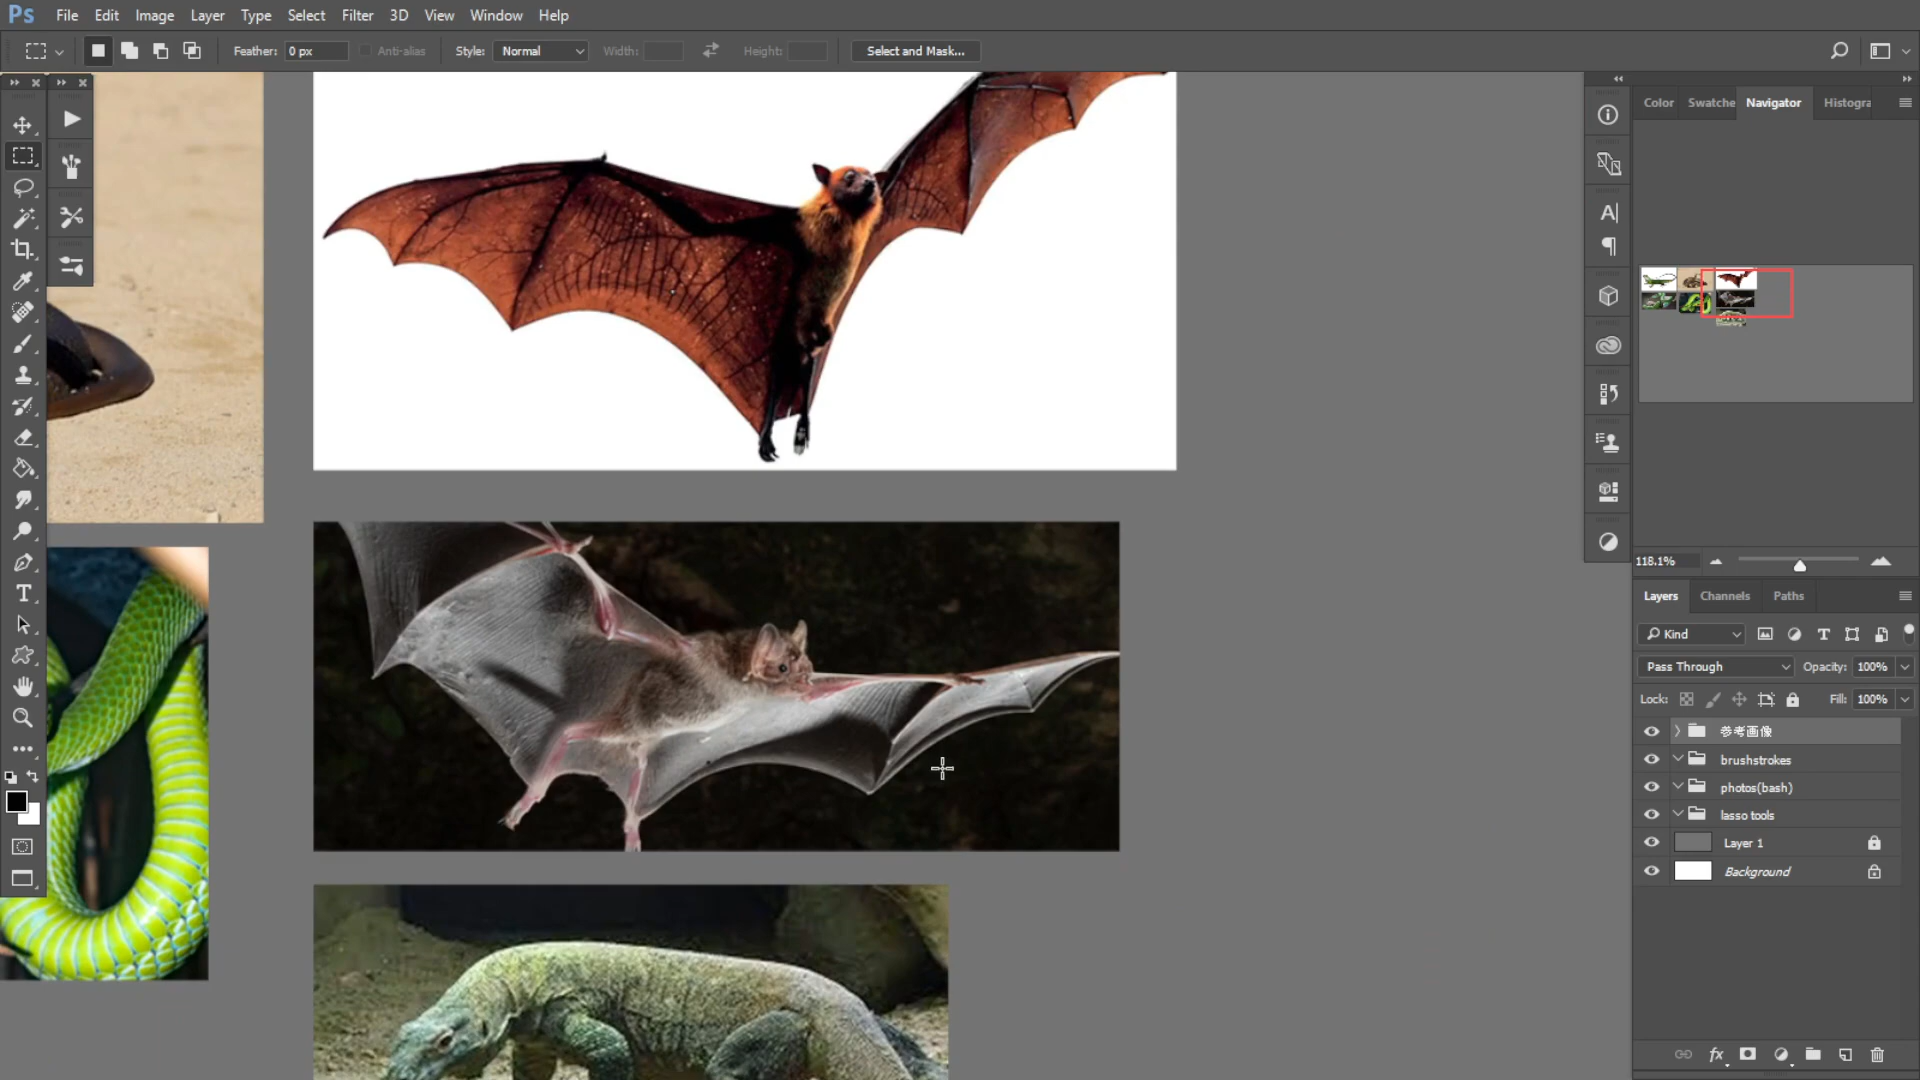 Ps File Edit Image Layer Type Select Filter 3D View Window Help
Feather: 0 px Anti-alias Style: Normal Width: Height: Select and Mask...
Color Swatche Navigator Histogra
118.1%
Layers Channels Paths
Kind
Pass Through Opacity: 100%
Lock: Fill: 100%
参考画像
brushstrokes
photos(bash)
lasso tools
Layer 1
Background